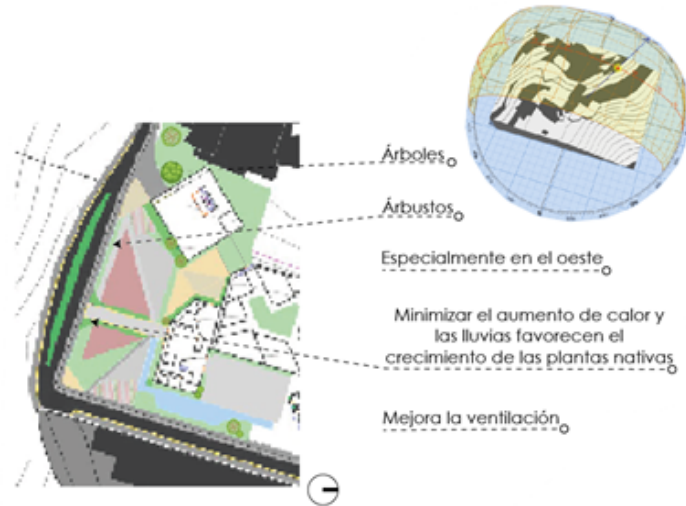 Árboles
Árbustos
Especialmente en el oeste
Minimizar el aumento de calor y
las lluvias favorecen el
crecimiento de las plantas nativas
Mejora la ventilación